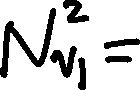 N_{v_1}^2 =